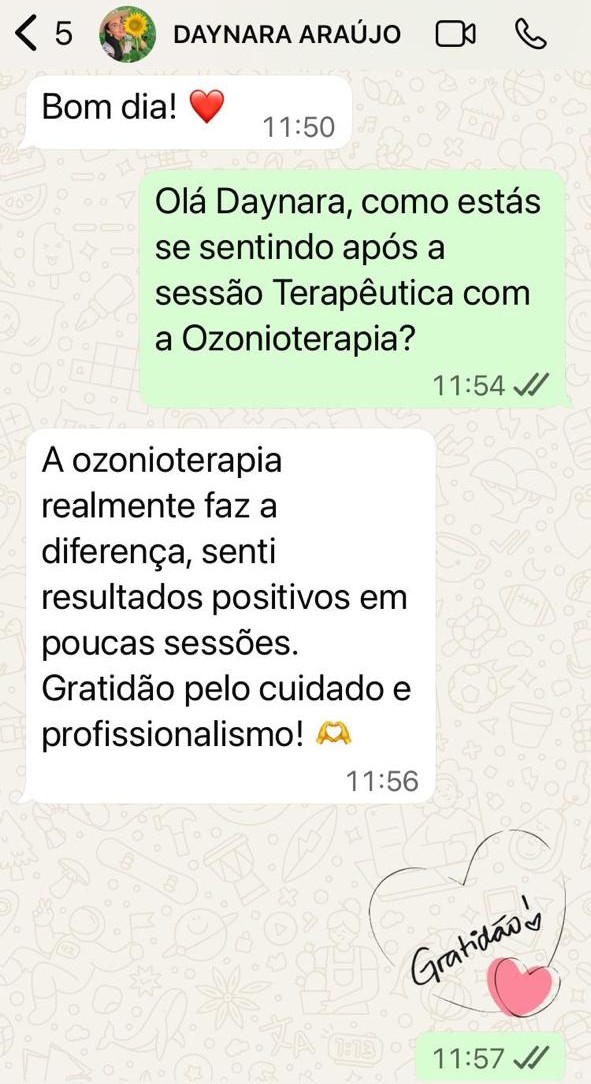 5 DAYNARA ARAÚJO
Bom dia! ❤️
11:50
Olá Daynara, como estás
se sentindo após a
sessão Terapêutica com
a Ozonioterapia?
11:54
A ozonioterapia
realmente faz a
diferença, senti
resultados positivos em
poucas sessões.
Gratidão pelo cuidado e
profissionalismo! 🫶
11:56
Gratidão!
11:57